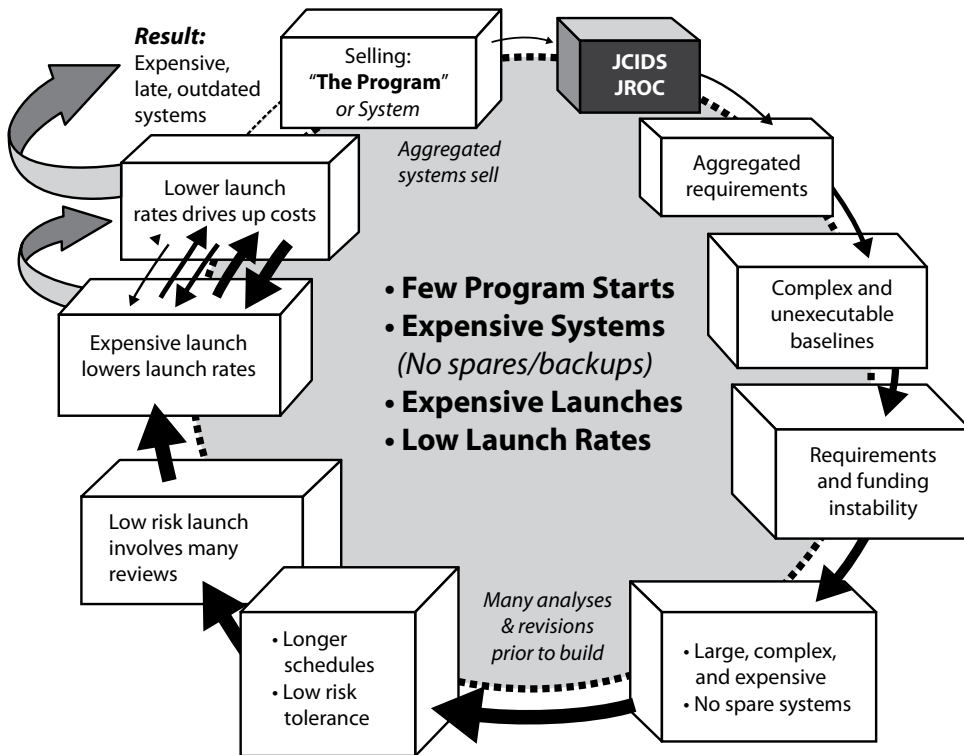 Result:
Expensive,
late, outdated
systems
Selling:
“The Program”
or System
JCIDS
JROC
Aggregated
systems sell
Aggregated
requirements
Complex and
unexecutable
baselines
Requirements
and funding
instability
• Large, complex,
and expensive
• No spare systems
Many analyses
& revisions
prior to build
• Longer
schedules
• Low risk
tolerance
Low risk launch
involves many
reviews
Expensive launch
lowers launch rates
Lower launch
rates drives up costs
• Few Program Starts
• Expensive Systems
(No spares/backups)
• Expensive Launches
• Low Launch Rates